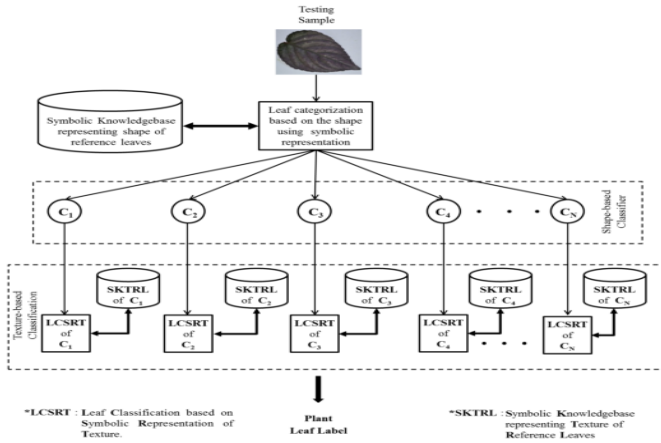 Testing
Sample
Symbolic Knowledgebase
representing shape of
reference leaves
Leaf categorization
based on the shape
using symbolic
representation
C1
C2
C3
C4
. . .
CN
Shape-based
Classifier
Texture-based
Classification
SKTRL
of C1
SKTRL
of C2
SKTRL
of C3
SKTRL
of C4
SKTRL
of CN
LCSRT
of
C1
LCSRT
of
C2
LCSRT
of
C3
LCSRT
of
C4
. . .
LCSRT
of
CN
*LCSRT : Leaf Classification based on
Symbolic Representation of
Texture.
Plant
Leaf Label
*SKTRL : Symbolic Knowledgebase
representing Texture of
Reference Leaves